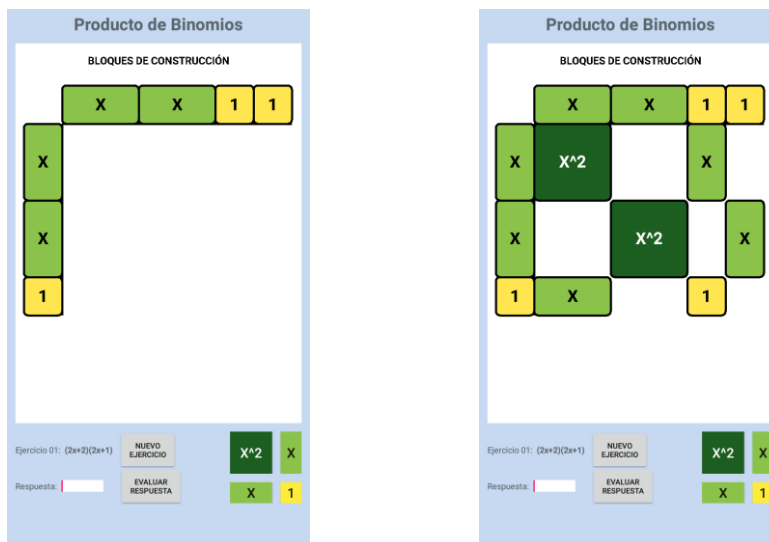 Producto de Binomios
BLOQUES DE CONSTRUCCIÓN
X X 1 1
X
X
1
Ejercicio 01: (2x+2)(2x+1) NUEVO EJERCICIO X^2 X
Respuesta: EVALUAR RESPUESTA X 1
Producto de Binomios
BLOQUES DE CONSTRUCCIÓN
X X 1 1
X X^2 X
X X^2 X
1 X 1
Ejercicio 01: (2x+2)(2x+1) NUEVO EJERCICIO X^2 X
Respuesta: EVALUAR RESPUESTA X 1